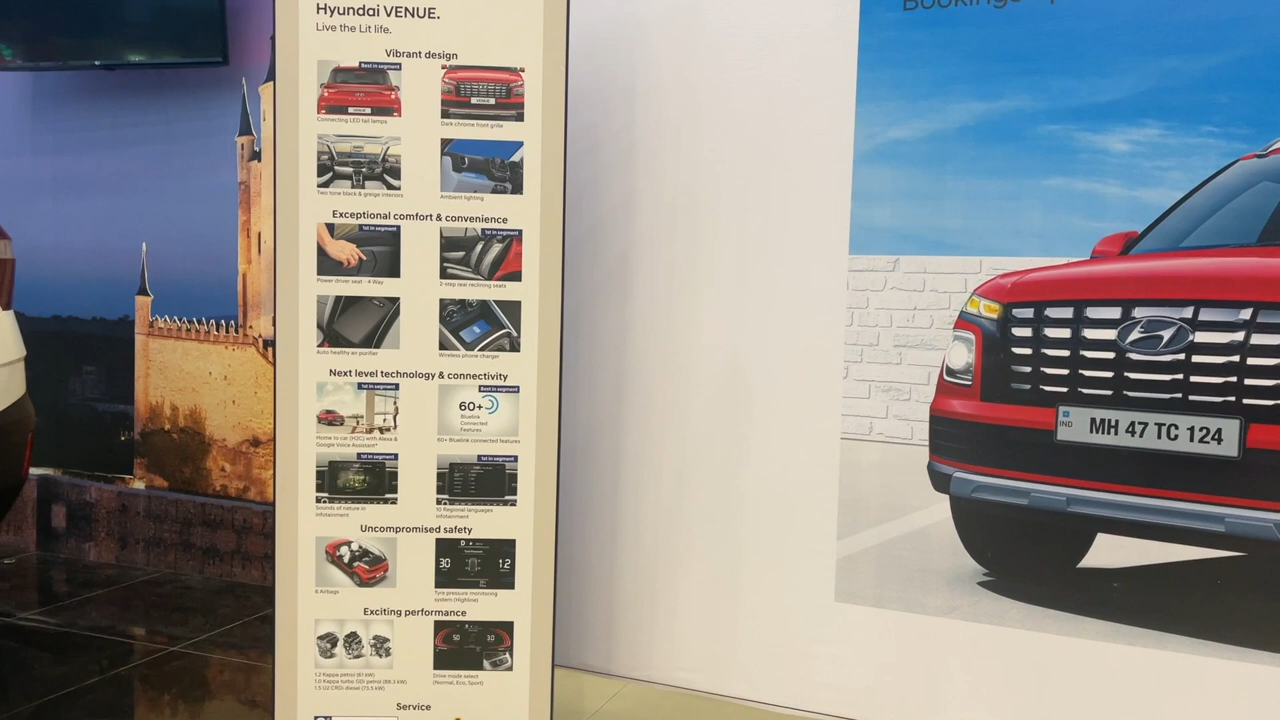 Hyundai VENUE.
Live the Lit life.
Vibrant design
Best in segment
VENUE
VENUE
Connecting LED tail lamps
Dark chrome front grille
Two tone black & greige interiors
Ambient lighting
Exceptional comfort & convenience
1st in segment
1st in segment
Power driver seat - 4 Way
2-step rear reclining seats
Auto healthy air purifier
Wireless phone charger
Next level technology & connectivity
1st in segment
Best in segment
60+
Bluelink
Connected
Features
Home to car (H2C) with Alexa &
Google Voice Assistant*
60+ Bluelink connected features
1st in segment
1st in segment
Sounds of nature in
infotainment
10 Regional languages
infotainment
Uncompromised safety
D
30
12
6 Airbags
Tyre pressure monitoring
system (Highline)
Exciting performance
50
3.0
1.2 Kappa petrol (61 kW)
1.0 Kappa turbo GDi petrol (88.3 kW)
1.5 U2 CRDi diesel (73.5 kW)
Drive mode select
(Normal, Eco, Sport)
Service
Bookings
IND
MH 47 TC 124